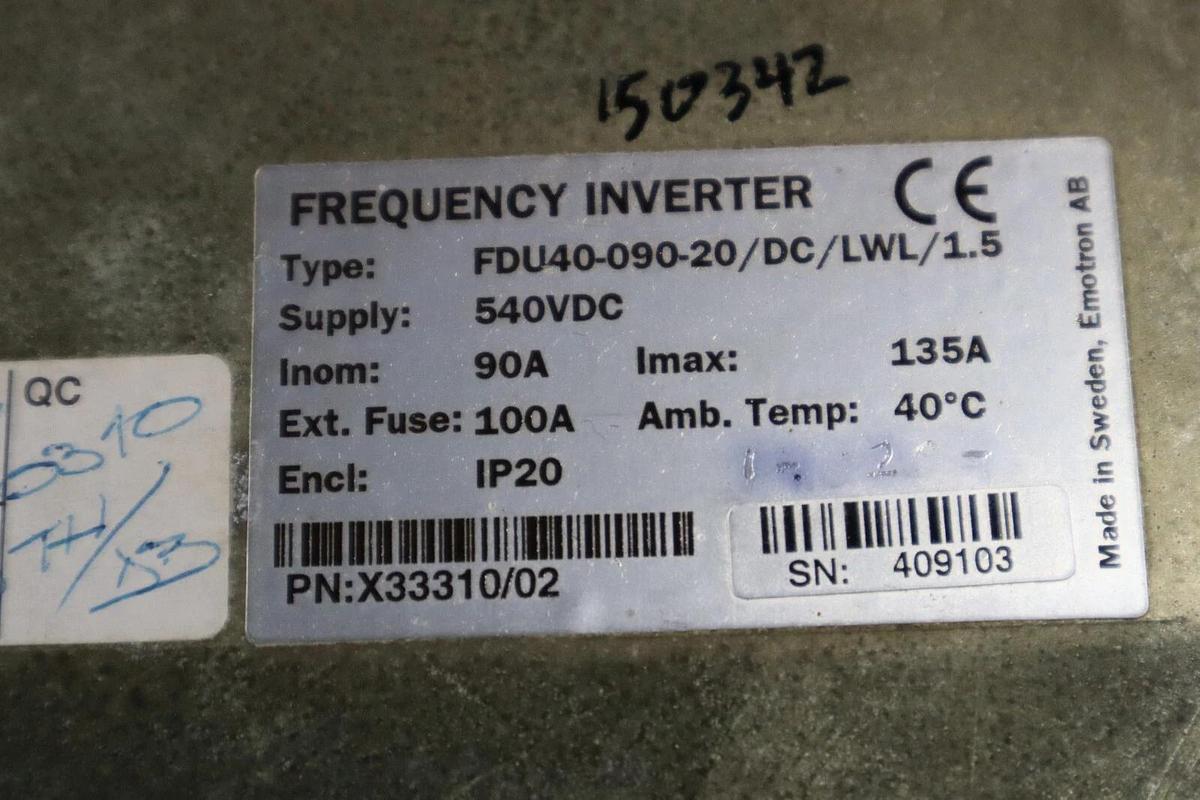 150342
FREQUENCY INVERTER CE
Type: FDU40-090-20/DC/LWL/1.5
Supply: 540VDC
Inom: 90A Imax: 135A
Ext. Fuse: 100A Amb. Temp: 40°C
Encl: IP20
PN:X33310/02
SN: 409103
Made in Sweden, Emotron AB
QC